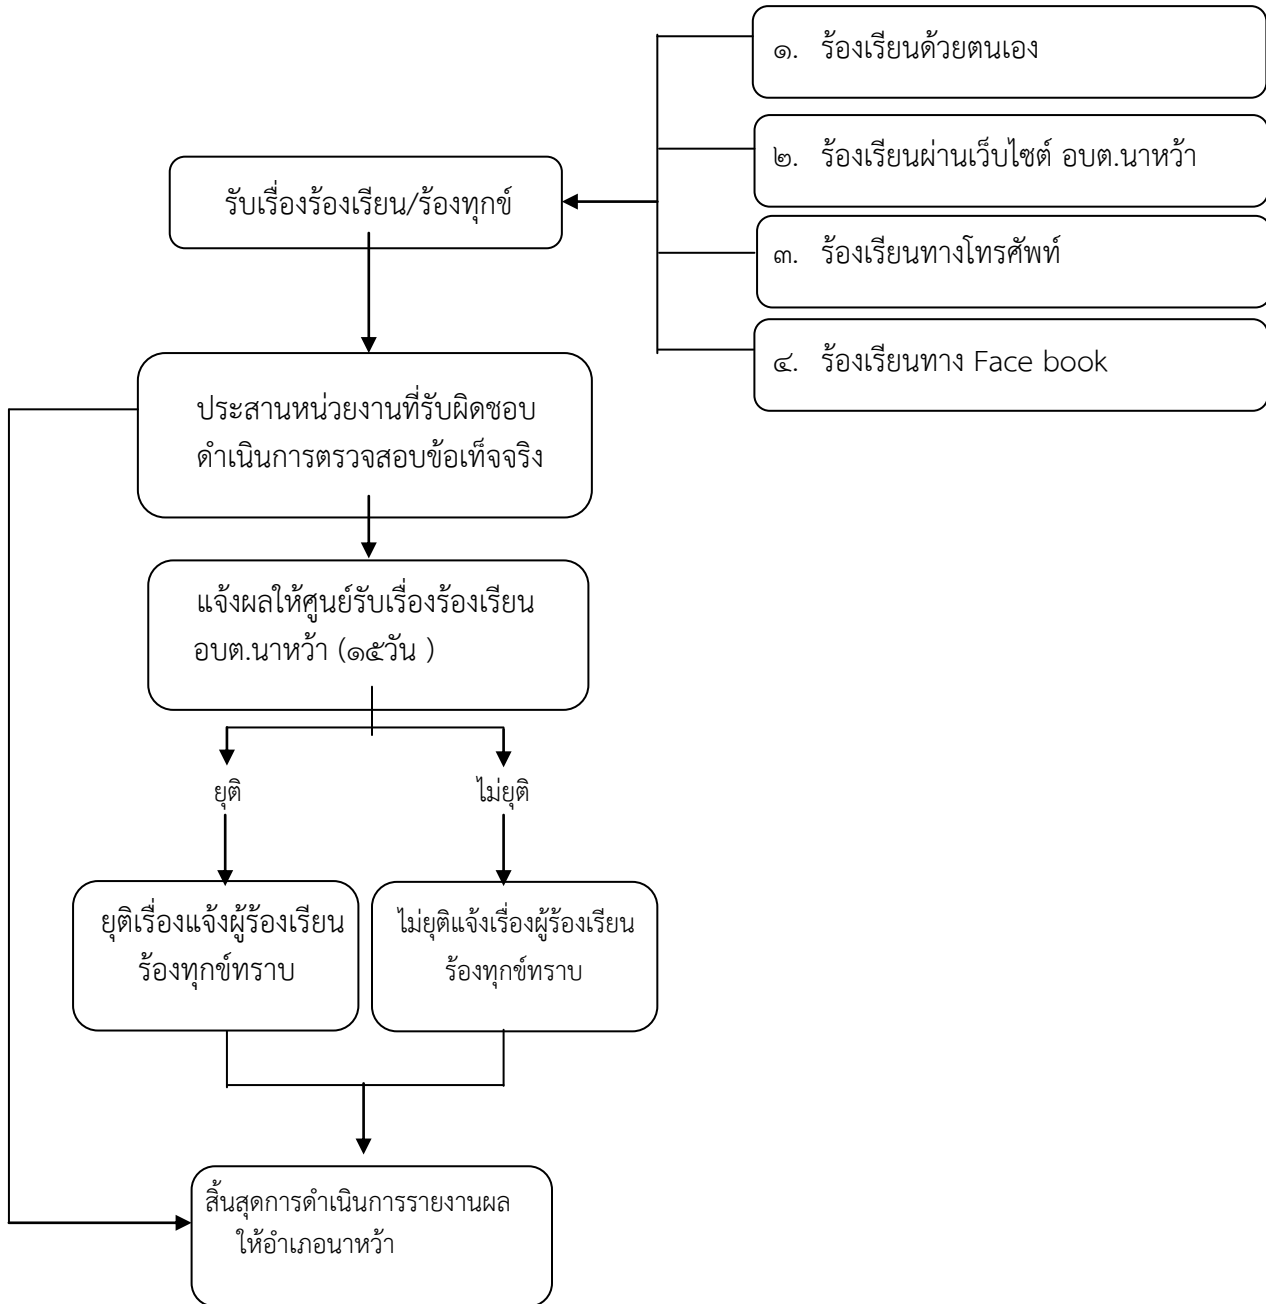 ๑. ร้องเรียนด้วยตนเอง
๒. ร้องเรียนผ่านเว็บไซต์ อบต.นาหว้า
๓. ร้องเรียนทางโทรศัพท์
๔. ร้องเรียนทาง Face book
รับเรื่องร้องเรียน/ร้องทุกข์
ประสานหน่วยงานที่รับผิดชอบ
ดำเนินการตรวจสอบข้อเท็จจริง
แจ้งผลให้ศูนย์รับเรื่องร้องเรียน
อบต.นาหว้า (๑๕วัน )
ยุติ
ไม่ยุติ
ยุติเรื่องแจ้งผู้ร้องเรียน
ร้องทุกข์ทราบ
ไม่ยุติแจ้งเรื่องผู้ร้องเรียน
ร้องทุกข์ทราบ
สิ้นสุดการดำเนินการรายงานผล
ให้อำเภอนาหว้า